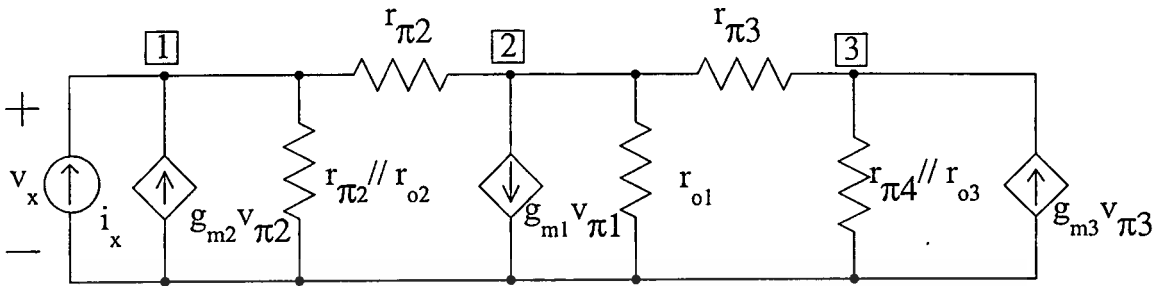 r_π2
r_π3
1
2
3
+
v_x
i_x
−
g_m2 v_π2
r_π2 // r_o2
g_m1 v_π1
r_o1
r_π4 // r_o3
g_m3 v_π3